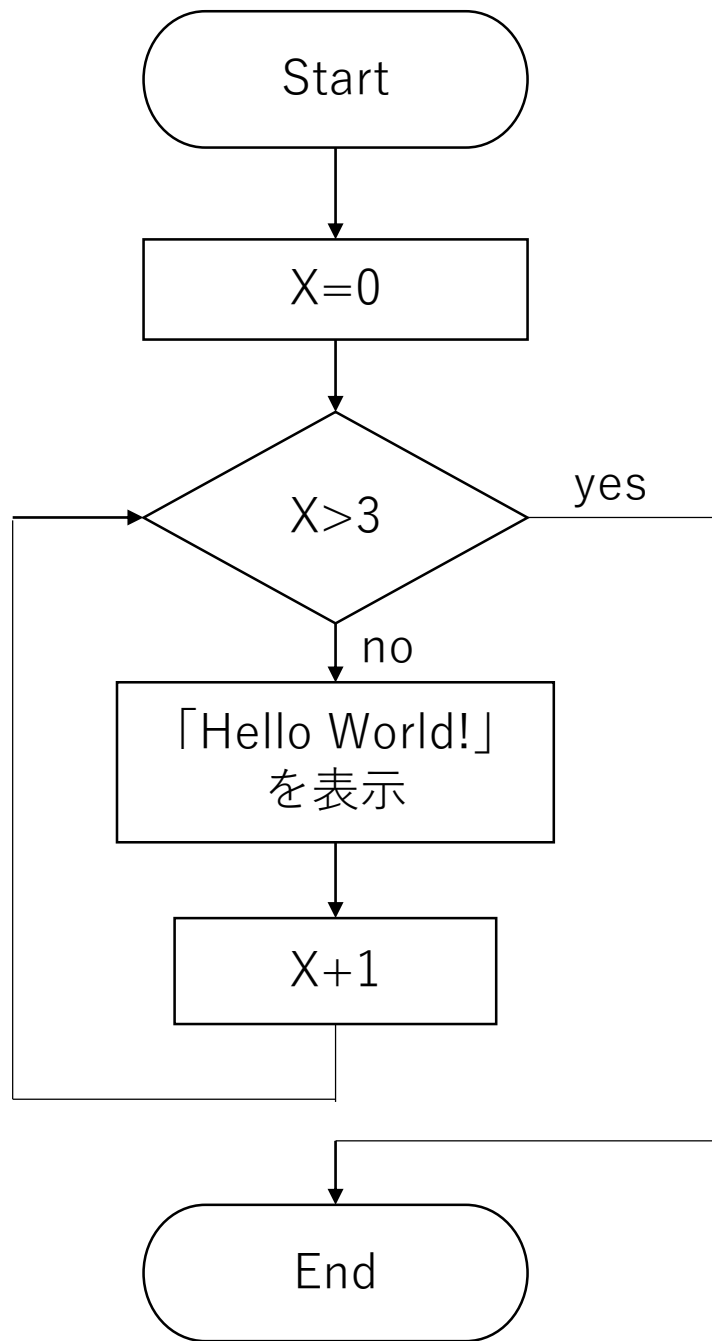 Start
X=0
X>3
yes
no
「Hello World!」
を表示
X+1
End